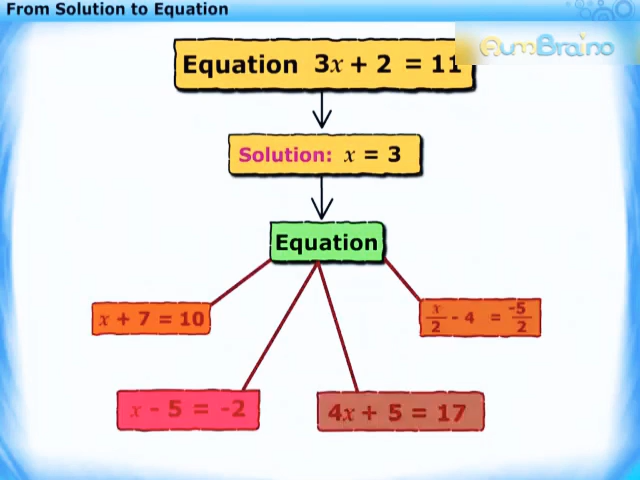 From Solution to Equation
AumBraino
Equation 3x + 2 = 11
Solution: x = 3
Equation
x + 7 = 10
x/2 - 4 = -5/2
x - 5 = -2
4x + 5 = 17